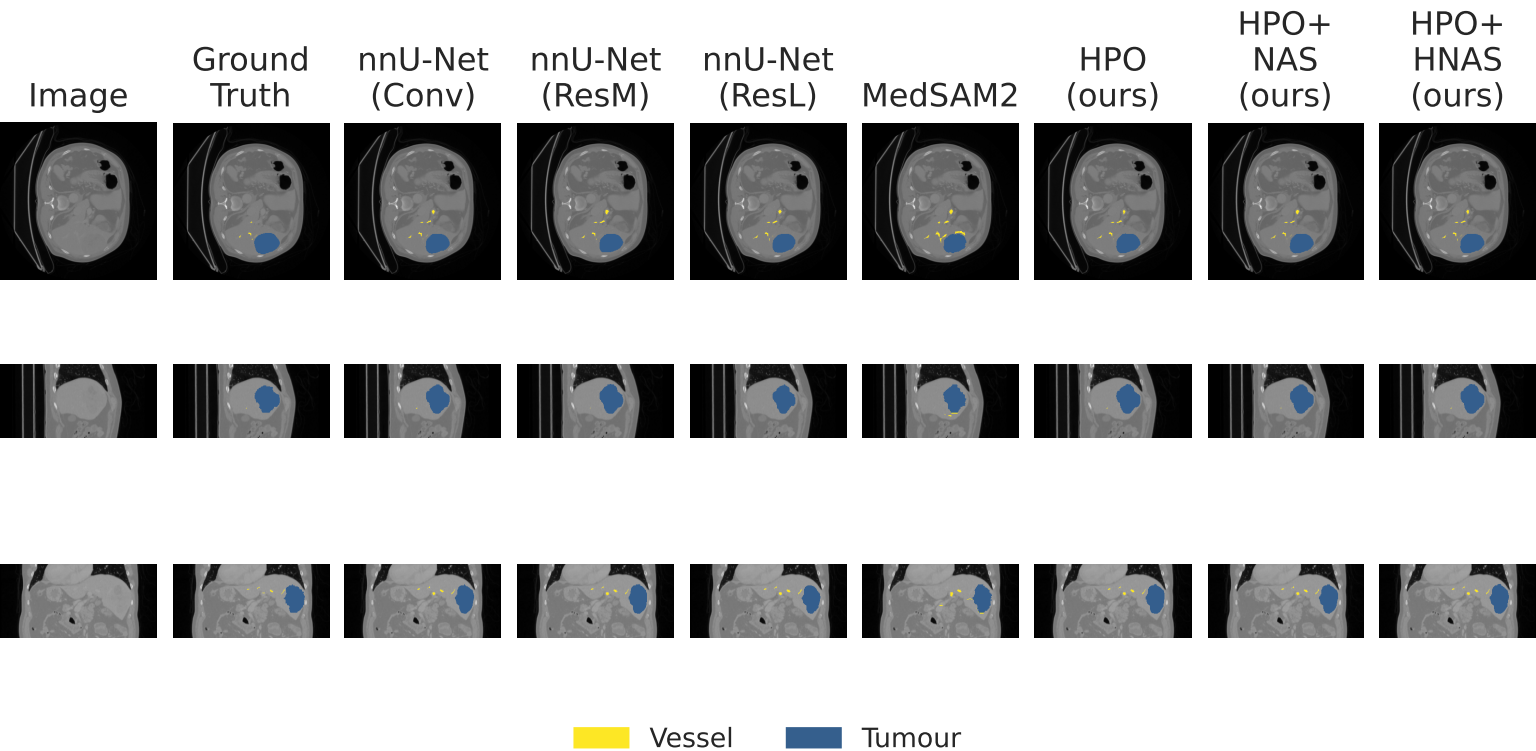 Image
Ground
Truth
nnU-Net
(Conv)
nnU-Net
(ResM)
nnU-Net
(ResL)
MedSAM2
HPO
(ours)
HPO+
NAS
(ours)
HPO+
HNAS
(ours)
Vessel
Tumour